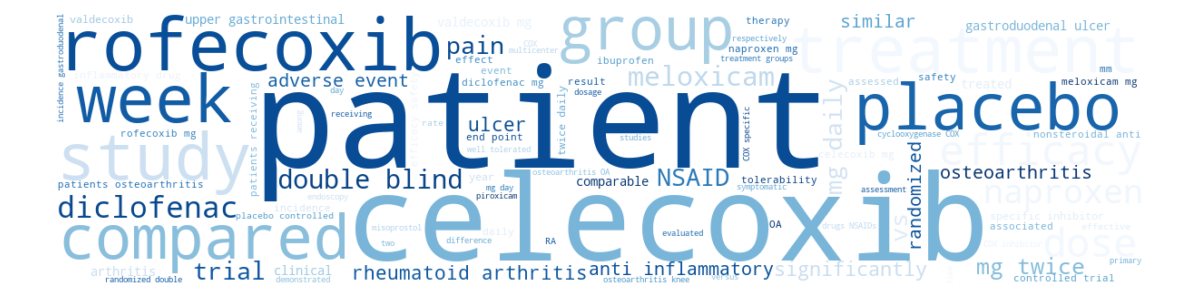 valdecoxib
upper gastrointestinal
valdecoxib mg
COX
multicenter
group
therapy
respectively
similar
gastroduodenal ulcer
rofecoxib
pain
effect
event
ibuprofen
naproxen mg
treatment groups
treatment
incidence gastroduodenal
inflammatory drug
adverse event
diclofenac mg
result
dosage
meloxicam
assessed
safety
treated
mm
meloxicam mg
week
day
receiving
patient
placebo
rofecoxib mg
among
rate
ulcer
end point
well tolerated
twice daily
studies
COX specific
mg daily
cyclooxygenase COX
nonsteroidal anti
study
patients receiving
efficacy
celecoxib mg
randomized
patients osteoarthritis
double blind
year
osteoarthritis OA
comparable
NSAID
tolerability
symptomatic
assessment
osteoarthritis
mg day
piroxicam
endoscopy
naproxen
diclofenac
incidence
placebo controlled
celecoxib
specific inhibitor
associated
effective
compared
misoprostol
two
daily
difference
RA
evaluated
OA
drugs NSAIDs
vs
COX inhibitor
dose
primary
arthritis
randomized double
trial
clinical
demonstrated
rheumatoid arthritis
anti inflammatory
osteoarthritis knee
versus
significantly
mg twice
controlled trial